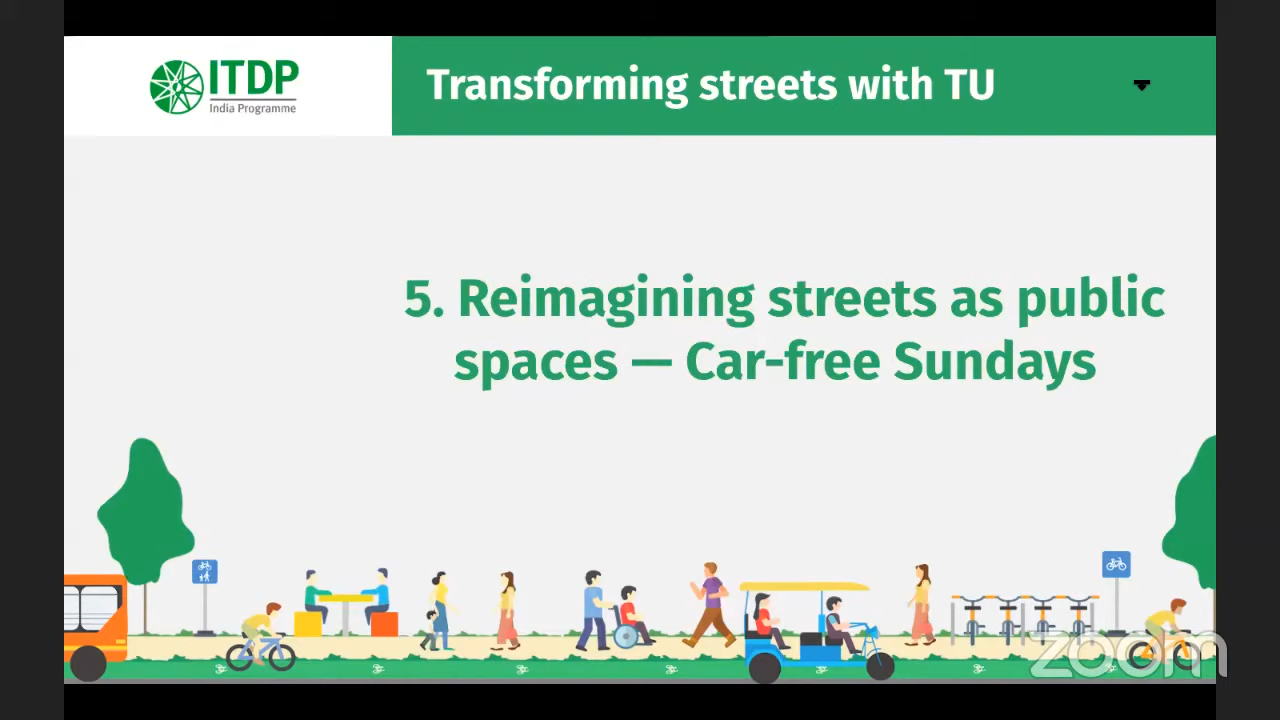 ITDP
India Programme
Transforming streets with TU
5. Reimagining streets as public
spaces — Car-free Sundays
zoom